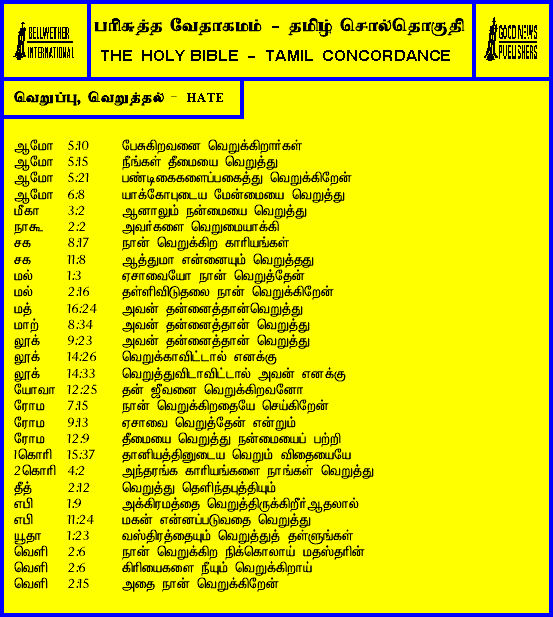 BELLWETHER
INTERNATIONAL
பரிசுத்த வேதாகமம் - தமிழ் சொல்தொகுதி
THE HOLY BIBLE - TAMIL CONCORDANCE
GOOD NEWS
PUBLISHERS
வெறுப்பு, வெறுத்தல் - HATE
ஆமோ 5:10 பேசுகிறவனை வெறுக்கிறார்கள்
ஆமோ 5:15 நீங்கள் தீமையை வெறுத்து
ஆமோ 5:21 பண்டிகைகளைப்பகைத்து வெறுக்கிறேன்
ஆமோ 6:8 யாக்கோபுடைய மேன்மையை வெறுத்து
மீகா 3:2 ஆனாலும் நன்மையை வெறுத்து
நாகூ 2:2 அவர்களை வெறுமையாக்கி
சக 8:17 நான் வெறுக்கிற காரியங்கள்
சக 11:8 ஆத்துமா என்னையும் வெறுத்தது
மல் 1:3 ஏசாவையோ நான் வெறுத்தேன்
மல் 2:16 தள்ளிவிடுதலை நான் வெறுக்கிறேன்
மத் 16:24 அவன் தன்னைத்தான்வெறுத்து
மாற் 8:34 அவன் தன்னைத்தான் வெறுத்து
லூக் 9:23 அவன் தன்னைத்தான் வெறுத்து
லூக் 14:26 வெறுக்காவிட்டால் எனக்கு
லூக் 14:33 வெறுத்துவிடாவிட்டால் அவன் எனக்கு
யோவா 12:25 தன் ஜீவனை வெறுக்கிறவனோ
ரோம 7:15 நான் வெறுக்கிறதையே செய்கிறேன்
ரோம 9:13 ஏசாவை வெறுத்தேன் என்றும்
ரோம 12:9 தீமையை வெறுத்து நன்மையைப் பற்றி
1கொரி 15:37 தானியத்தினுடைய வெறும் விதையையே
2கொரி 4:2 அந்தரங்க காரியங்களை நாங்கள் வெறுத்து
தீத் 2:12 வெறுத்து தெளிந்தபுத்தியும்
எபி 1:9 அக்கிரமத்தை வெறுத்திருக்கிறீர்ஆதலால்
எபி 11:24 மகன் என்னப்படுவதை வெறுத்து
யூதா 1:23 வஸ்திரத்தையும் வெறுத்துத் தள்ளுங்கள்
வெளி 2:6 நான் வெறுக்கிற நிக்கொலாய் மதஸ்தரின்
வெளி 2:6 கிரியைகளை நீயும் வெறுக்கிறாய்
வெளி 2:15 அதை நான் வெறுக்கிறேன்